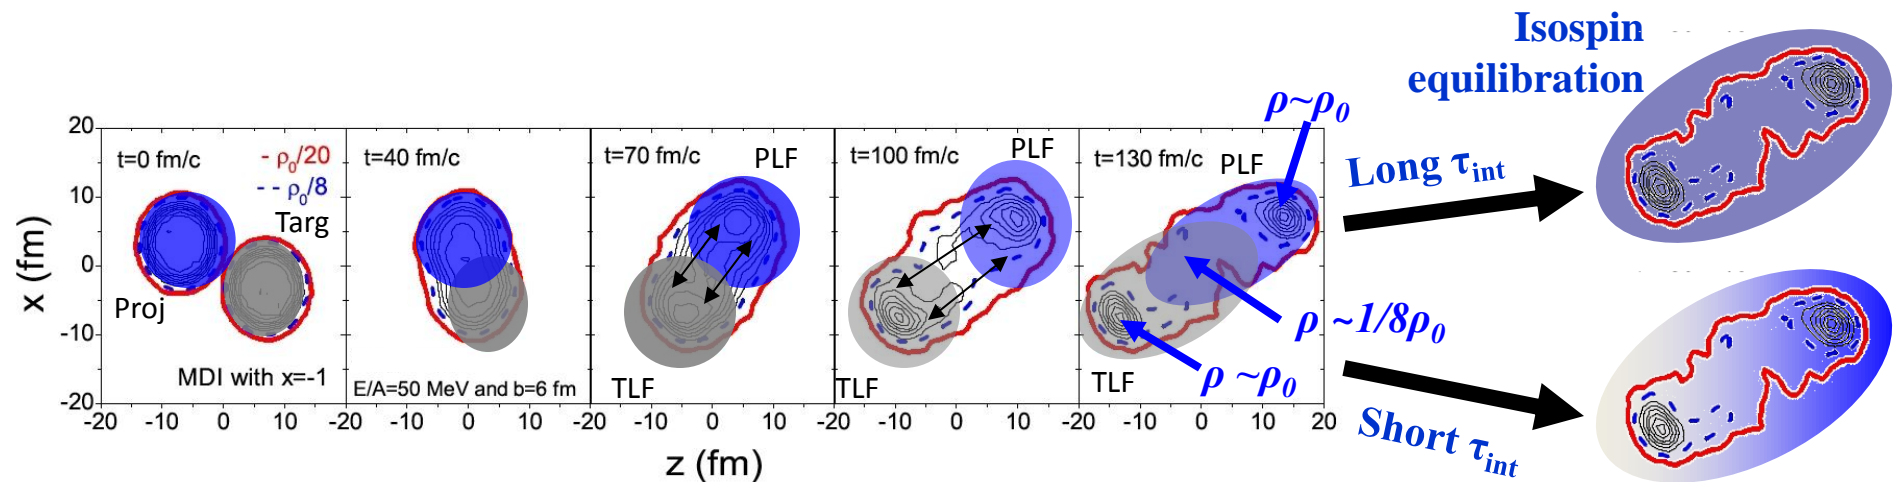 Isospin
equilibration
ρ~ρ0
20
10
0
-10
-20
x (fm)
t=0 fm/c
- ρ0/20
- - ρ0/8
Targ
Proj
MDI with x=-1
t=40 fm/c
E/A=50 MeV and b=6 fm
t=70 fm/c
PLF
TLF
t=100 fm/c
PLF
TLF
t=130 fm/c
PLF
TLF
Long τint
ρ ~1/8ρ0
ρ ~ρ0
Short τint
-20 -10 0 10 -20 -10 0 10 20 -20 -10 0 10 20 -20 -10 0 10 20 -20 -10 0 10 20
z (fm)